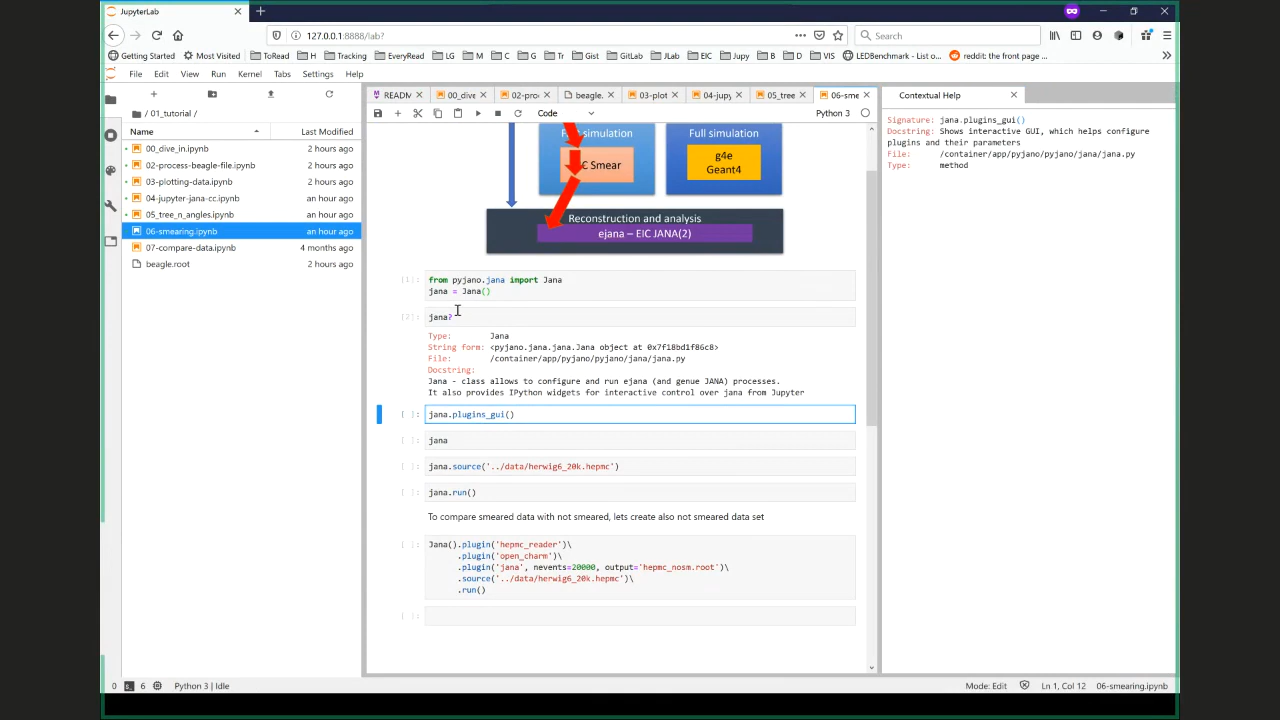 JupyterLab
127.0.0.1:8888/lab?
Search
Getting Started
Most Visited
ToRead
H
Tracking
EveryRead
LG
M
C
G
Tr
Gist
GitLab
JLab
EIC
Jupy
B
D
VIS
LEDBenchmark - List o...
reddit: the front page ...
File Edit View Run Kernel Tabs Settings Help
README
00_dive
02-pro
beagle.
03-plot
04-jupy
05_tree
06-sme
Contextual Help
Code
Python 3
/ 01_tutorial /
Name Last Modified
00_dive_in.ipynb 2 hours ago
02-process-beagle-file.ipynb 2 hours ago
03-plotting-data.ipynb 2 hours ago
04-jupyter-jana-cc.ipynb an hour ago
05_tree_n_angles.ipynb an hour ago
06-smearing.ipynb an hour ago
07-compare-data.ipynb 4 months ago
beagle.root 2 hours ago
simulation
Smear
Full simulation
g4e
Geant4
Reconstruction and analysis
ejana – EIC JANA(2)
[1]: from pyjano.jana import Jana
jana = Jana()
[2]: jana?
Type: Jana
String form: <pyjano.jana.jana.Jana object at 0x7f18bd1f86c8>
File: /container/app/pyjano/pyjano/jana/jana.py
Docstring:
Jana - class allows to configure and run ejana (and genue JANA) processes.
It also provides IPython widgets for interactive control over jana from Jupyter
[ ]: jana.plugins_gui()
[ ]: jana
[ ]: jana.source('../data/herwig6_20k.hepmc')
[ ]: jana.run()
To compare smeared data with not smeared, lets create also not smeared data set
[ ]: Jana().plugin('hepmc_reader')\
.plugin('open_charm')\
.plugin('jana', nevents=20000, output='hepmc_nosm.root')\
.source('../data/herwig6_20k.hepmc')\
.run()
[ ]:
Signature: jana.plugins_gui()
Docstring: Shows interactive GUI, which helps configure
plugins and their parameters
File: /container/app/pyjano/pyjano/jana/jana.py
Type: method
0
6
Python 3 | Idle
Mode: Edit
Ln 1, Col 12
06-smearing.ipynb